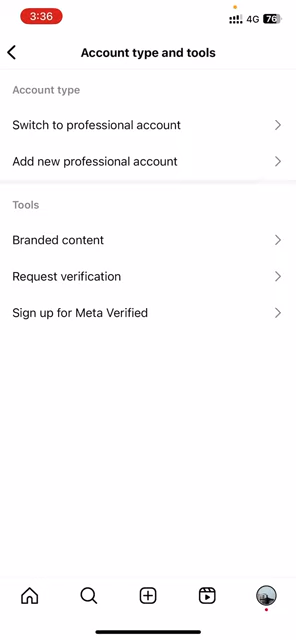 3:36
4G 76
Account type and tools
Account type
Switch to professional account
Add new professional account
Tools
Branded content
Request verification
Sign up for Meta Verified